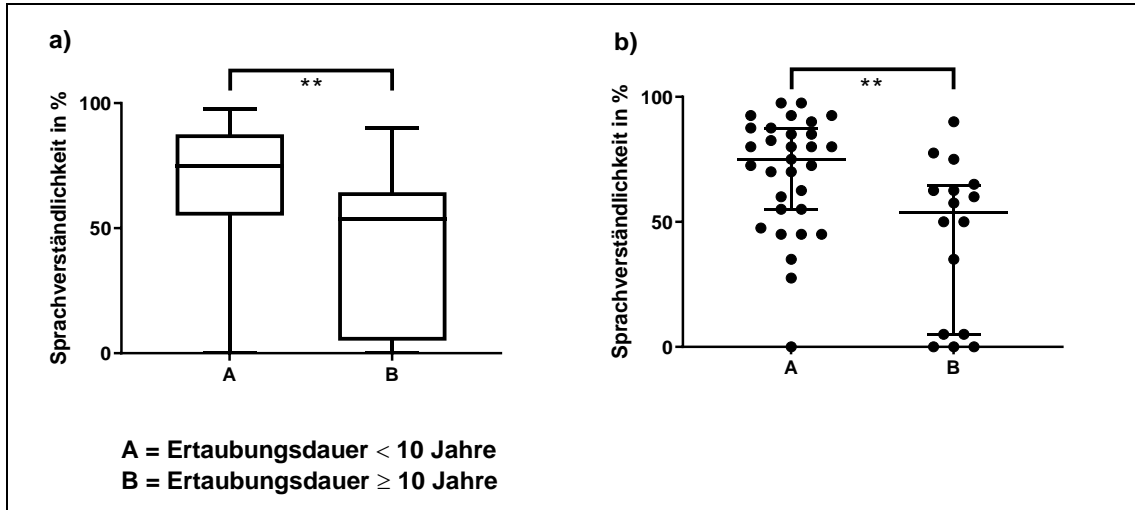 a)
**
Sprachverständlichkeit in %
100
50
0
A
B
b)
**
Sprachverständlichkeit in %
100
50
0
A
B
A = Ertaubungsdauer < 10 Jahre
B = Ertaubungsdauer ≥ 10 Jahre